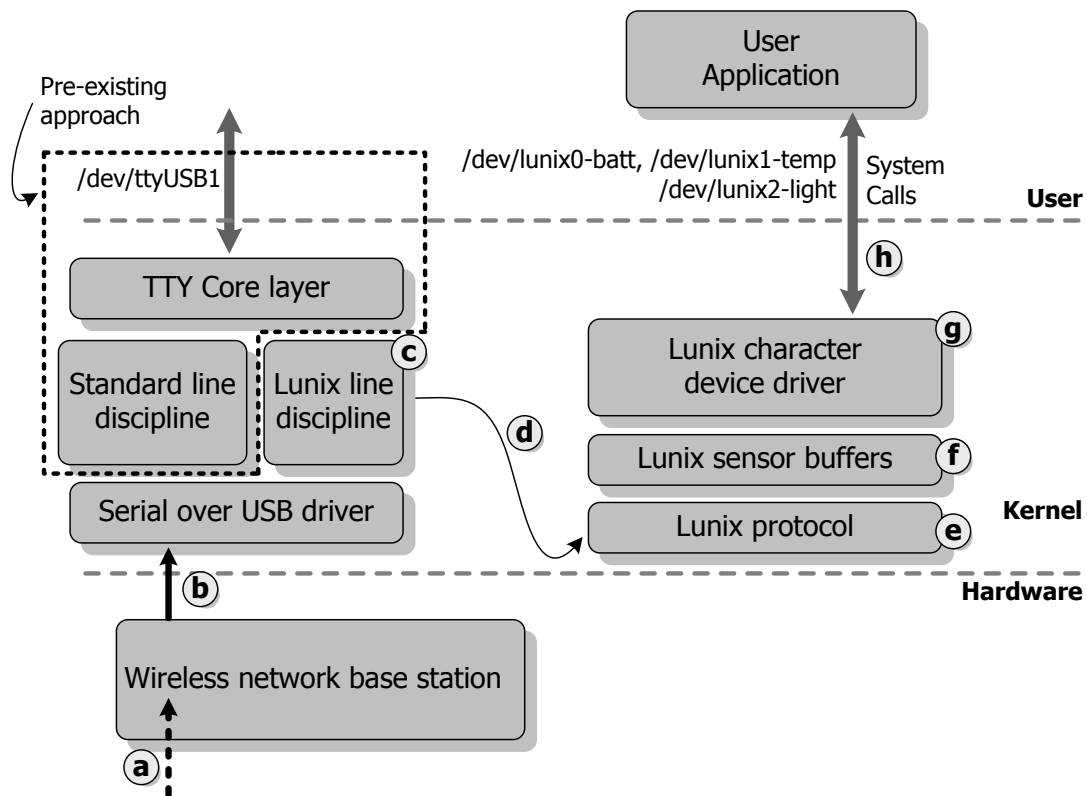 User
Application
Pre-existing
approach
/dev/ttyUSB1
/dev/lunix0-batt, /dev/lunix1-temp
/dev/lunix2-light
System
Calls
User
h
TTY Core layer
g
Lunix character
device driver
c
Standard line
discipline
Lunix line
discipline
d
Lunix sensor buffers
f
Serial over USB driver
Lunix protocol
e
Kernel
b
Hardware
Wireless network base station
a